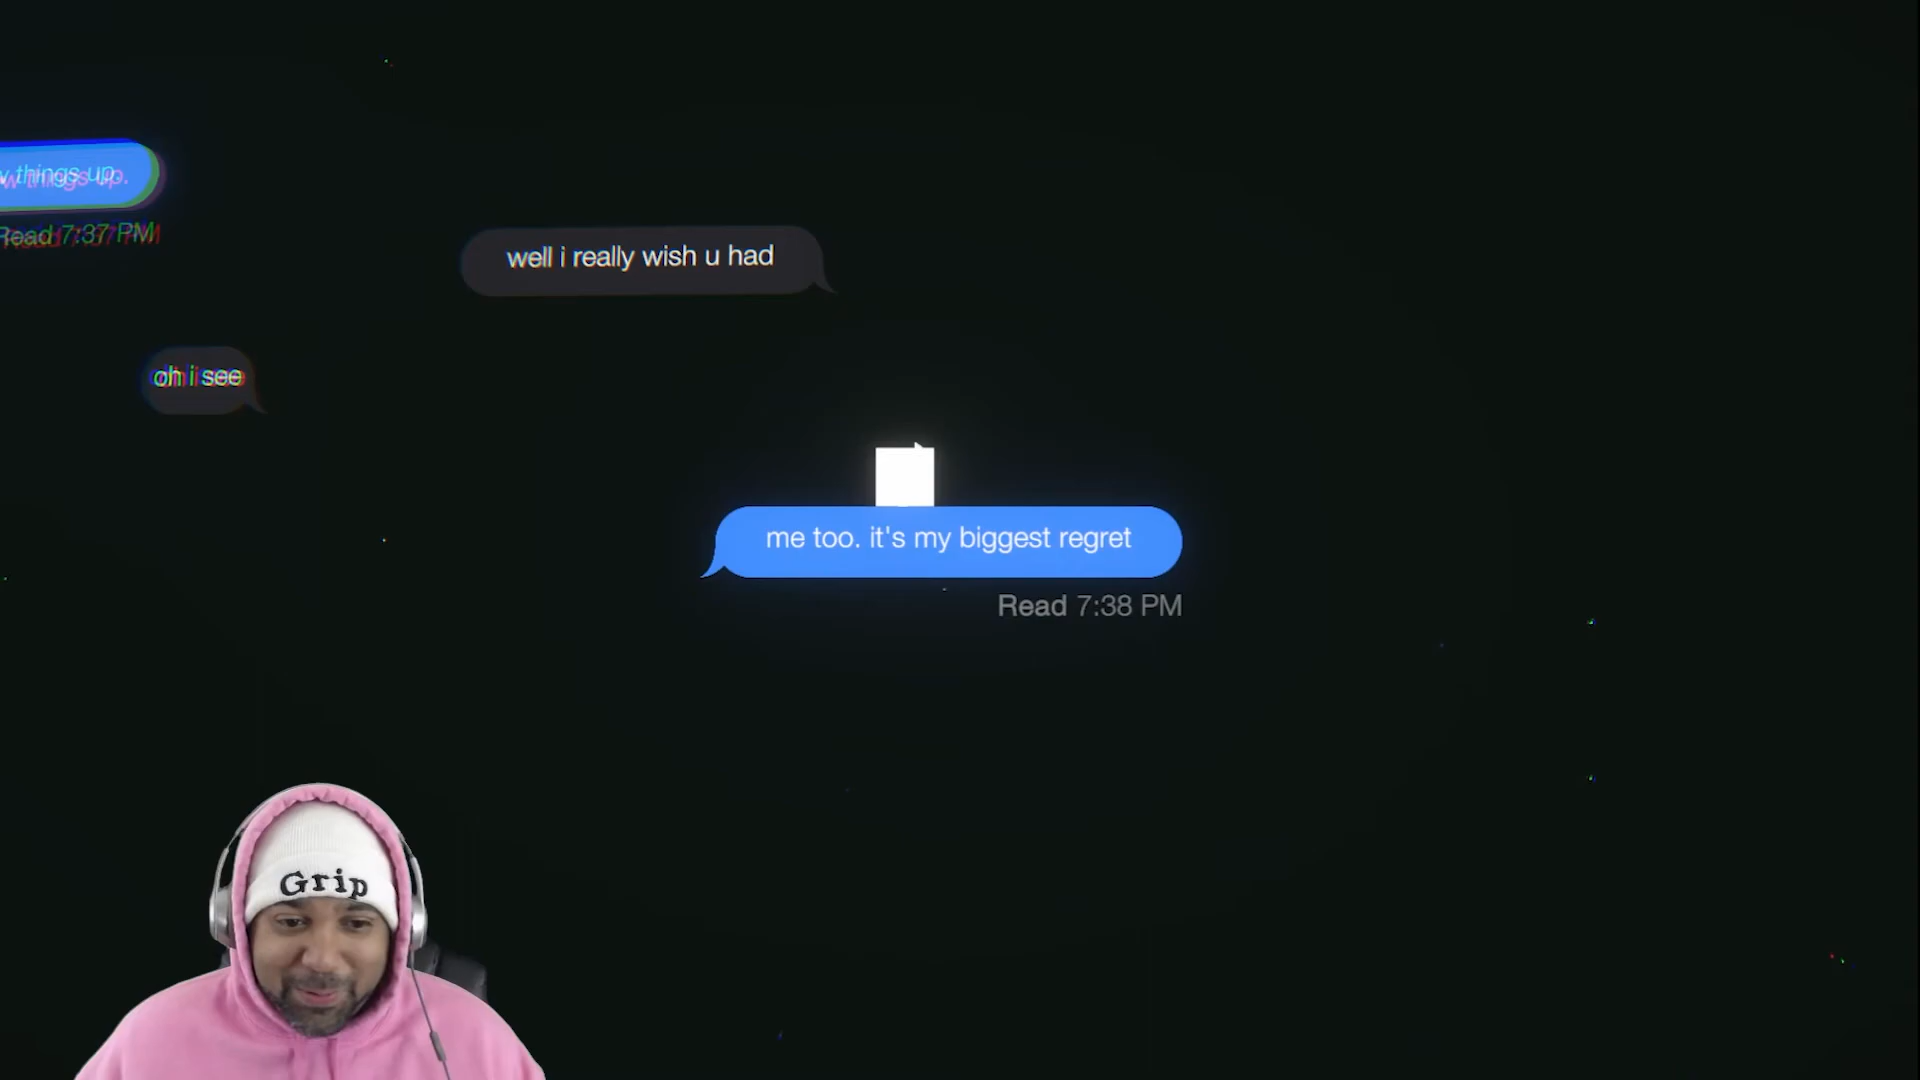 w things up.
Read 7:37 PM
well i really wish u had
oh i see
me too. it's my biggest regret
Read 7:38 PM
Grip